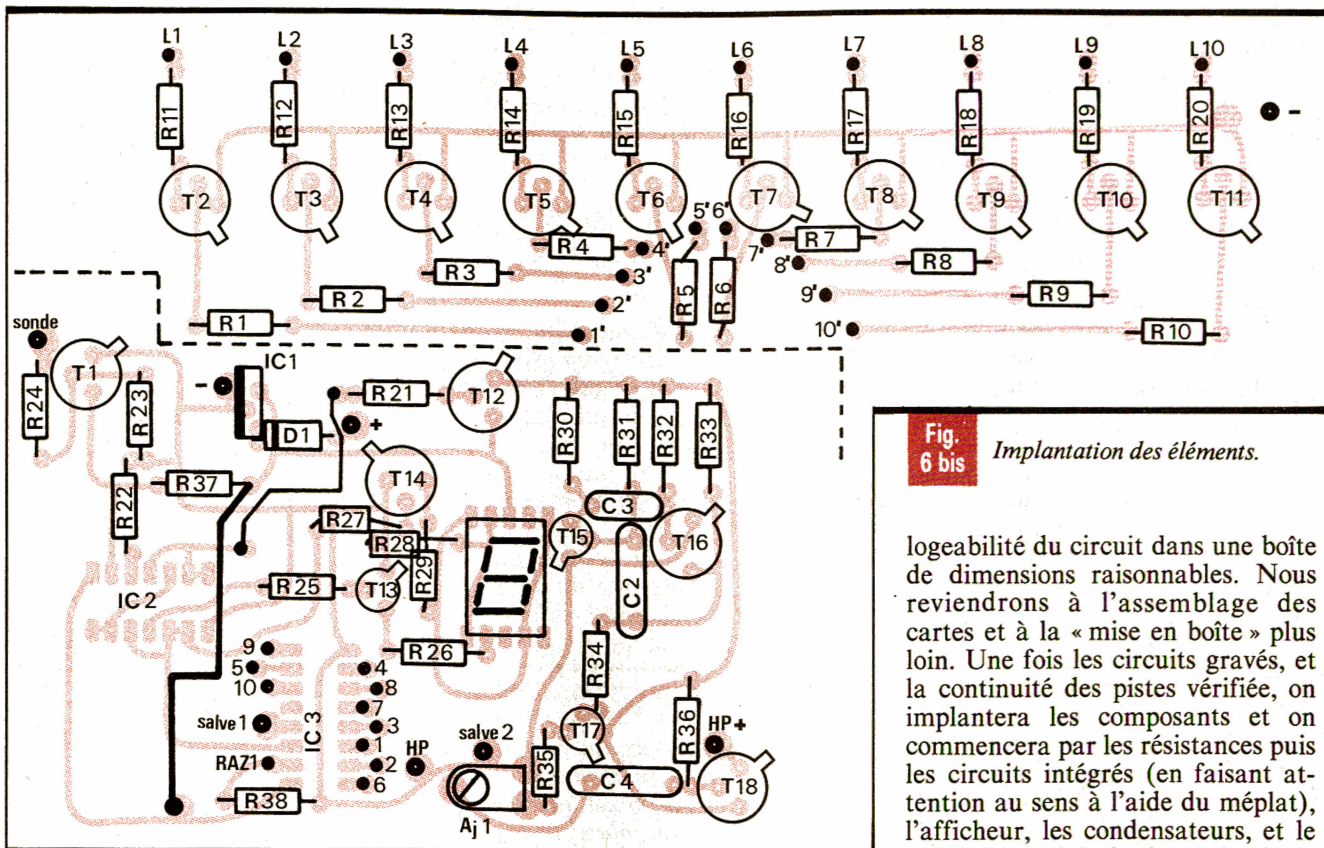 L1 L2 L3 L4 L5 L6 L7 L8 L9 L10
R11 R12 R13 R14 R15 R16 R17 R18 R19 R20 -
T2 T3 T4 T5 T6 T7 T8 T9 T10 T11
5' 6'
R4 4' 7' R7
R3 3' 8' R8
R2 2' R5 R6 9' R9
R1 1' 10' R10
sonde
R24 T1 R23 - IC1 R21 T12
D1 +
R30 R31 R32 R33
R22 R37 T14
C3
R27
R28 T15 T16
R29
IC2 R25 T13 C2
R26
9
5 4
10 8
7
salve 1 IC3 3
1
RAZ1 2
6
R38
HP
salve 2
Aj 1
R34
T17
R35 R36 HP+
C4 T18
Fig.
6 bis
Implantation des éléments.
logeabilité du circuit dans une boîte
de dimensions raisonnables. Nous
reviendrons à l'assemblage des
cartes et à la « mise en boîte » plus
loin. Une fois les circuits gravés, et
la continuité des pistes vérifiée, on
implantera les composants et on
commencera par les résistances puis
les circuits intégrés (en faisant at-
tention au sens à l'aide du méplat),
l'afficheur, les condensateurs, et le